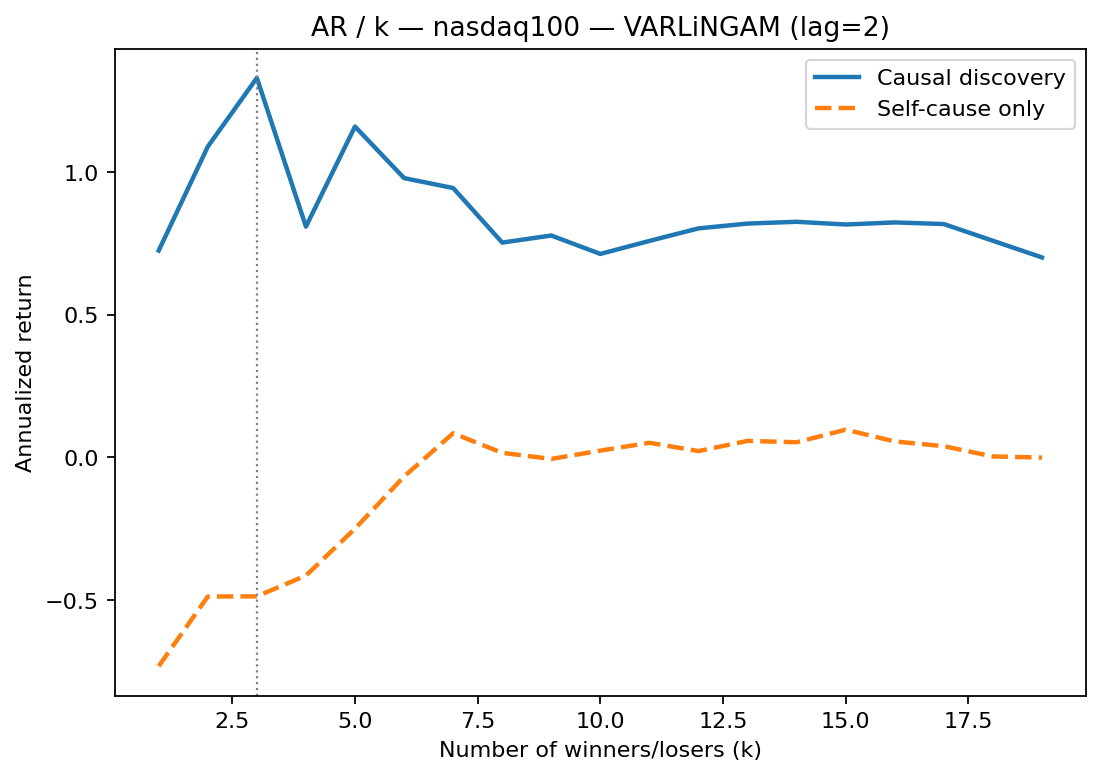 AR / k — nasdaq100 — VARLiNGAM (lag=2)
Causal discovery
Self-cause only
Annualized return
1.0
0.5
0.0
−0.5
2.5 5.0 7.5 10.0 12.5 15.0 17.5
Number of winners/losers (k)